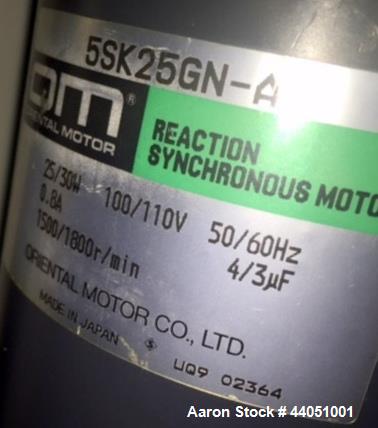 5SK25GN-A
OM®
ORIENTAL MOTOR
REACTION
SYNCHRONOUS MOTO
25/30W 100/110V 50/60Hz
0.8A 4/3μF
1500/1800r/min
ORIENTAL MOTOR CO., LTD.
MADE IN JAPAN S UQ9 02364
Aaron Stock # 44051001